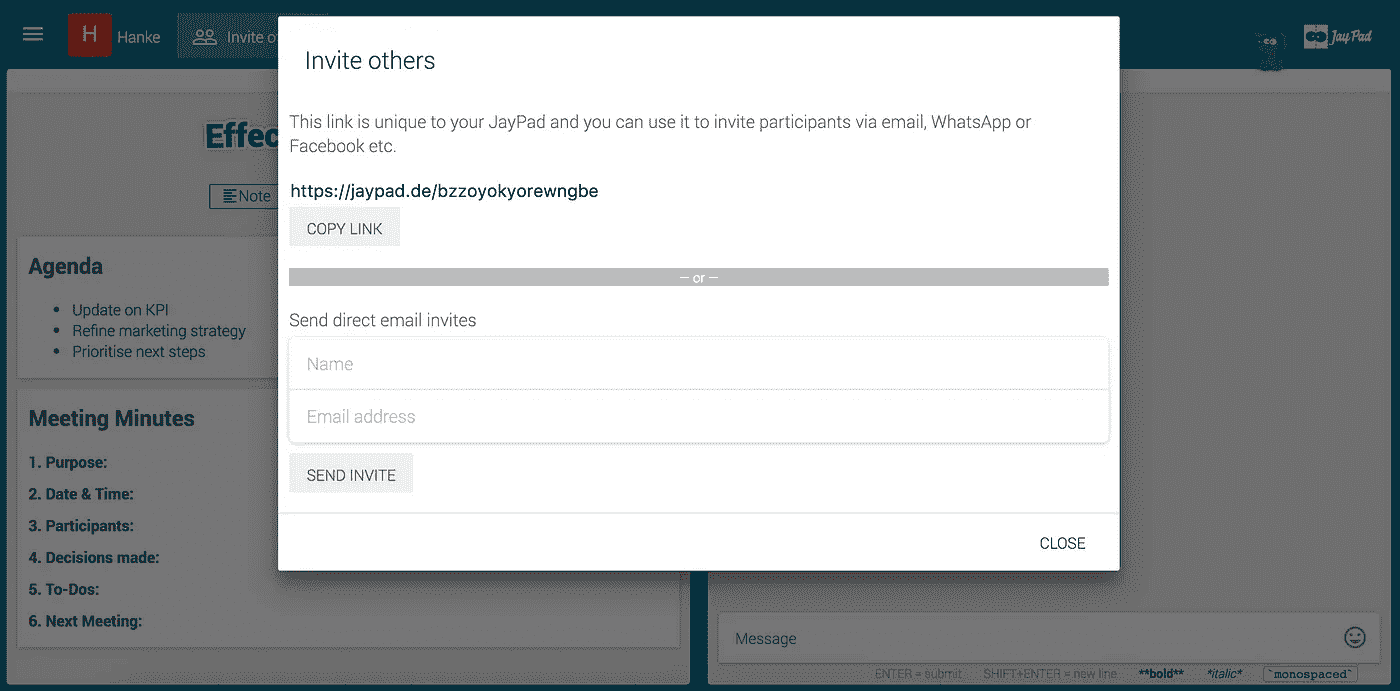 H Hanke Invite o
JayPad
Invite others
This link is unique to your JayPad and you can use it to invite participants via email, WhatsApp or
Facebook etc.
https://jaypad.de/bzzoyokyorewngbe
COPY LINK
— or —
Send direct email invites
Name
Email address
SEND INVITE
CLOSE
Effec
Note
Agenda
• Update on KPI
• Refine marketing strategy
• Prioritise next steps
Meeting Minutes
1. Purpose:
2. Date & Time:
3. Participants:
4. Decisions made:
5. To-Dos:
6. Next Meeting:
Message
ENTER = submit SHIFT+ENTER = new line **bold** *italic* `monospaced`